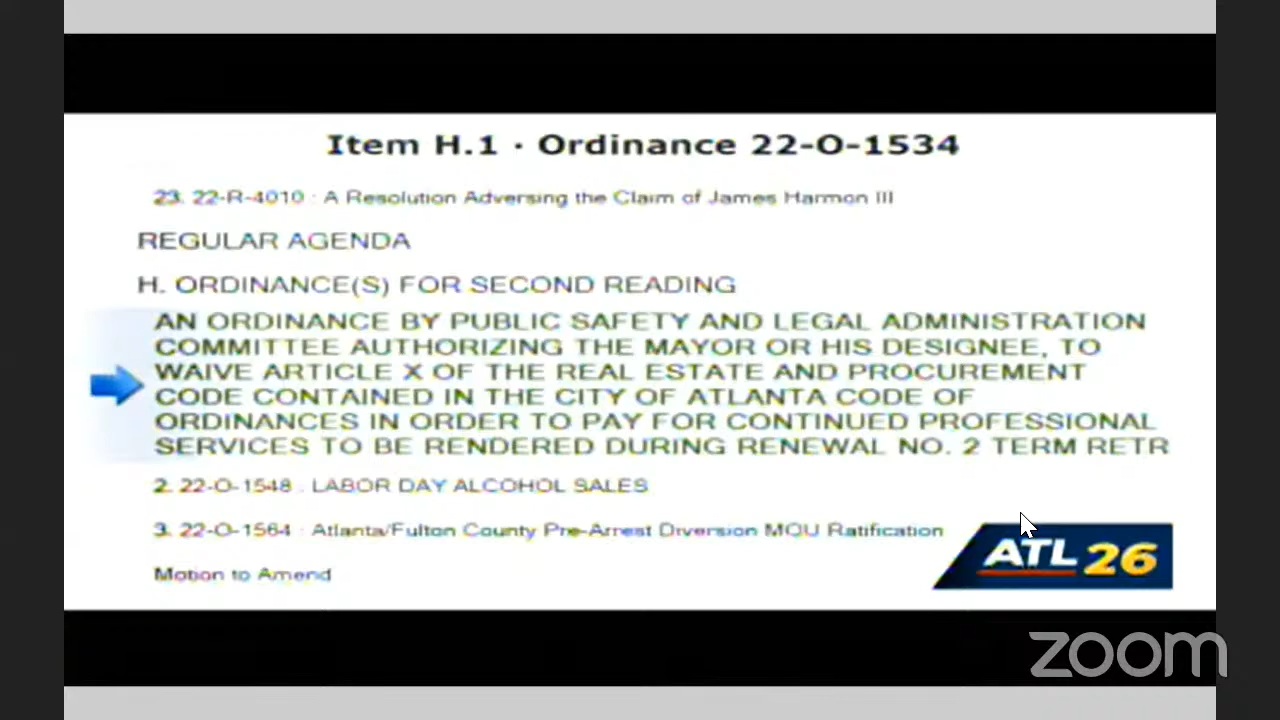 Item H.1 · Ordinance 22-O-1534
23. 22-R-4010 : A Resolution Adversing the Claim of James Harmon III
REGULAR AGENDA
H. ORDINANCE(S) FOR SECOND READING
AN ORDINANCE BY PUBLIC SAFETY AND LEGAL ADMINISTRATION
COMMITTEE AUTHORIZING THE MAYOR OR HIS DESIGNEE, TO
WAIVE ARTICLE X OF THE REAL ESTATE AND PROCUREMENT
CODE CONTAINED IN THE CITY OF ATLANTA CODE OF
ORDINANCES IN ORDER TO PAY FOR CONTINUED PROFESSIONAL
SERVICES TO BE RENDERED DURING RENEWAL NO. 2 TERM RETR
2. 22-O-1548 : LABOR DAY ALCOHOL SALES
3. 22-O-1564 : Atlanta/Fulton County Pre-Arrest Diversion MOU Ratification
Motion to Amend
ATL 26
zoom